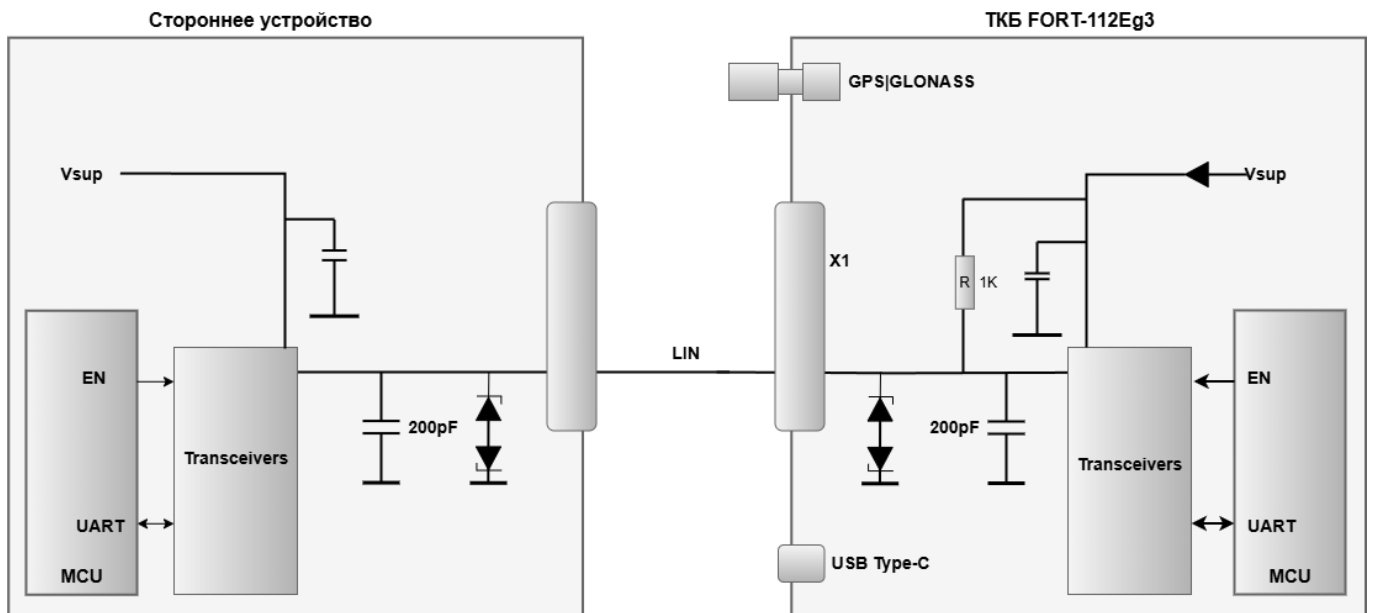 Стороннее устройство
ТКБ FORT-112Eg3
GPS|GLONASS
Vsup
Vsup
X1
R 1K
LIN
EN
EN
200pF
200pF
Transceivers
Transceivers
UART
UART
USB Type-C
MCU
MCU